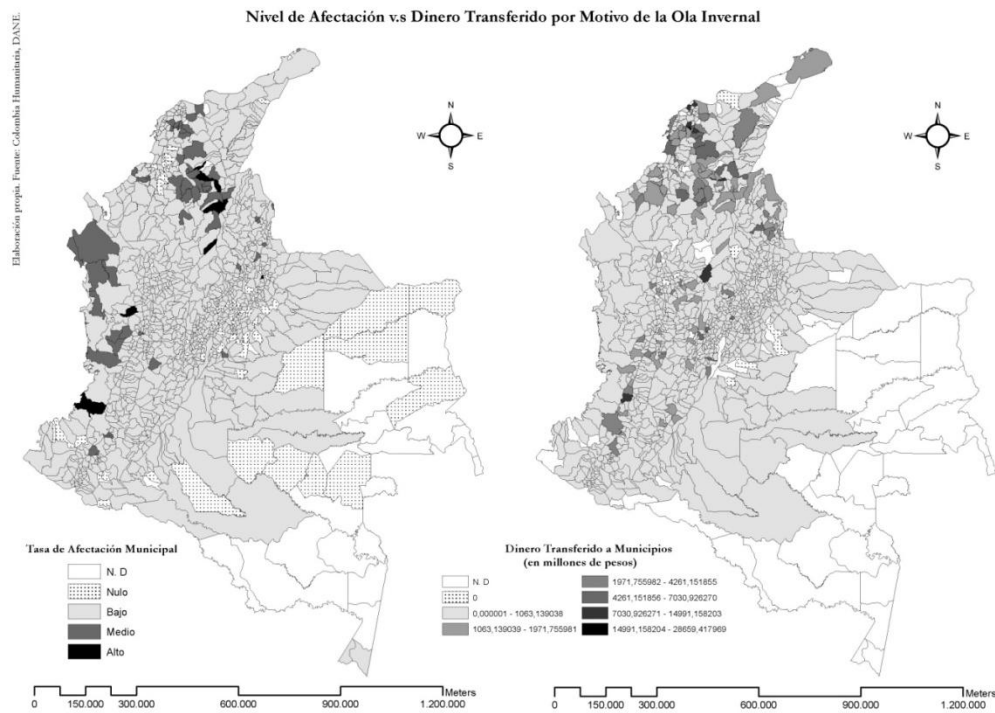 Nivel de Afectación v.s Dinero Transferido por Motivo de la Ola Invernal
Elaboración propia. Fuente: Colombia Humanitaria, DANE.
N
W E
S
N
W E
S
Tasa de Afectación Municipal
N. D
Nulo
Bajo
Medio
Alto
Dinero Transferido a Municipios
(en millones de pesos)
N. D
0
0,000001 - 1063,139038
1063,139039 - 1971,755981
1971,755982 - 4261,151855
4261,151856 - 7030,926270
7030,926271 - 14991,158203
14991,158204 - 28659,417969
Meters
0 150.000 300.000 600.000 900.000 1.200.000
Meters
0 150.000 300.000 600.000 900.000 1.200.000